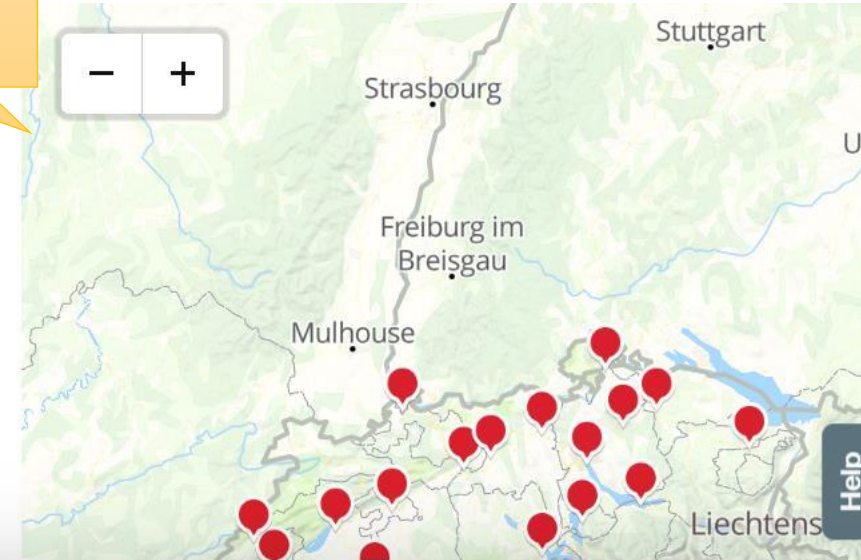 − +
Stuttgart
Strasbourg
U
Freiburg im
Breisgau
Mulhouse
Help
Liechtens